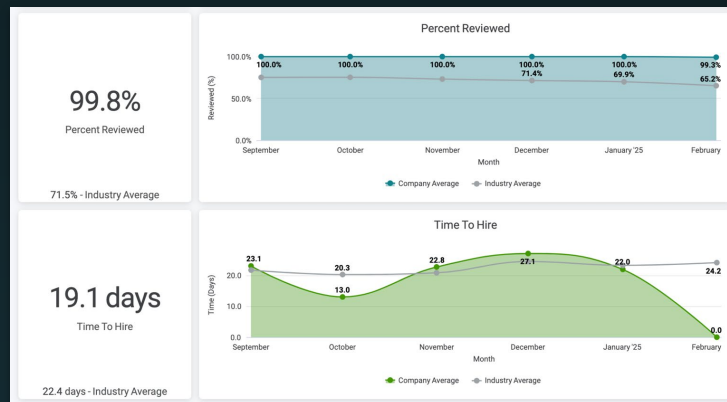 99.8%
Percent Reviewed
71.5% - Industry Average
Percent Reviewed
Reviewed (%)
100.0%
50.0%
0.0%
100.0%
100.0%
100.0%
100.0%
71.4%
100.0%
69.9%
99.3%
65.2%
September
October
November
December
January '25
February
Month
Company Average
Industry Average
19.1 days
Time To Hire
22.4 days - Industry Average
Time To Hire
Time (Days)
20.0
10.0
0.0
23.1
20.3
13.0
22.8
27.1
22.0
24.2
0.0
September
October
November
December
January '25
February
Month
Company Average
Industry Average